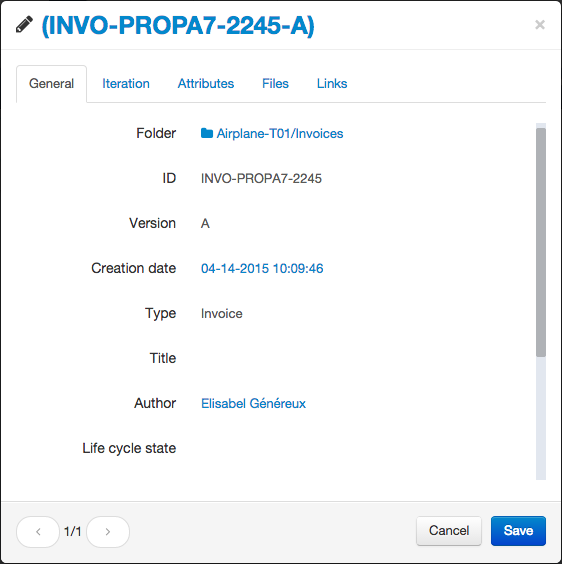 (INVO-PROPA7-2245-A)
×
General Iteration Attributes Files Links
Folder Airplane-T01/Invoices
ID INVO-PROPA7-2245
Version A
Creation date 04-14-2015 10:09:46
Type Invoice
Title
Author Elisabel Généreux
Life cycle state
‹ 1/1 › Cancel Save